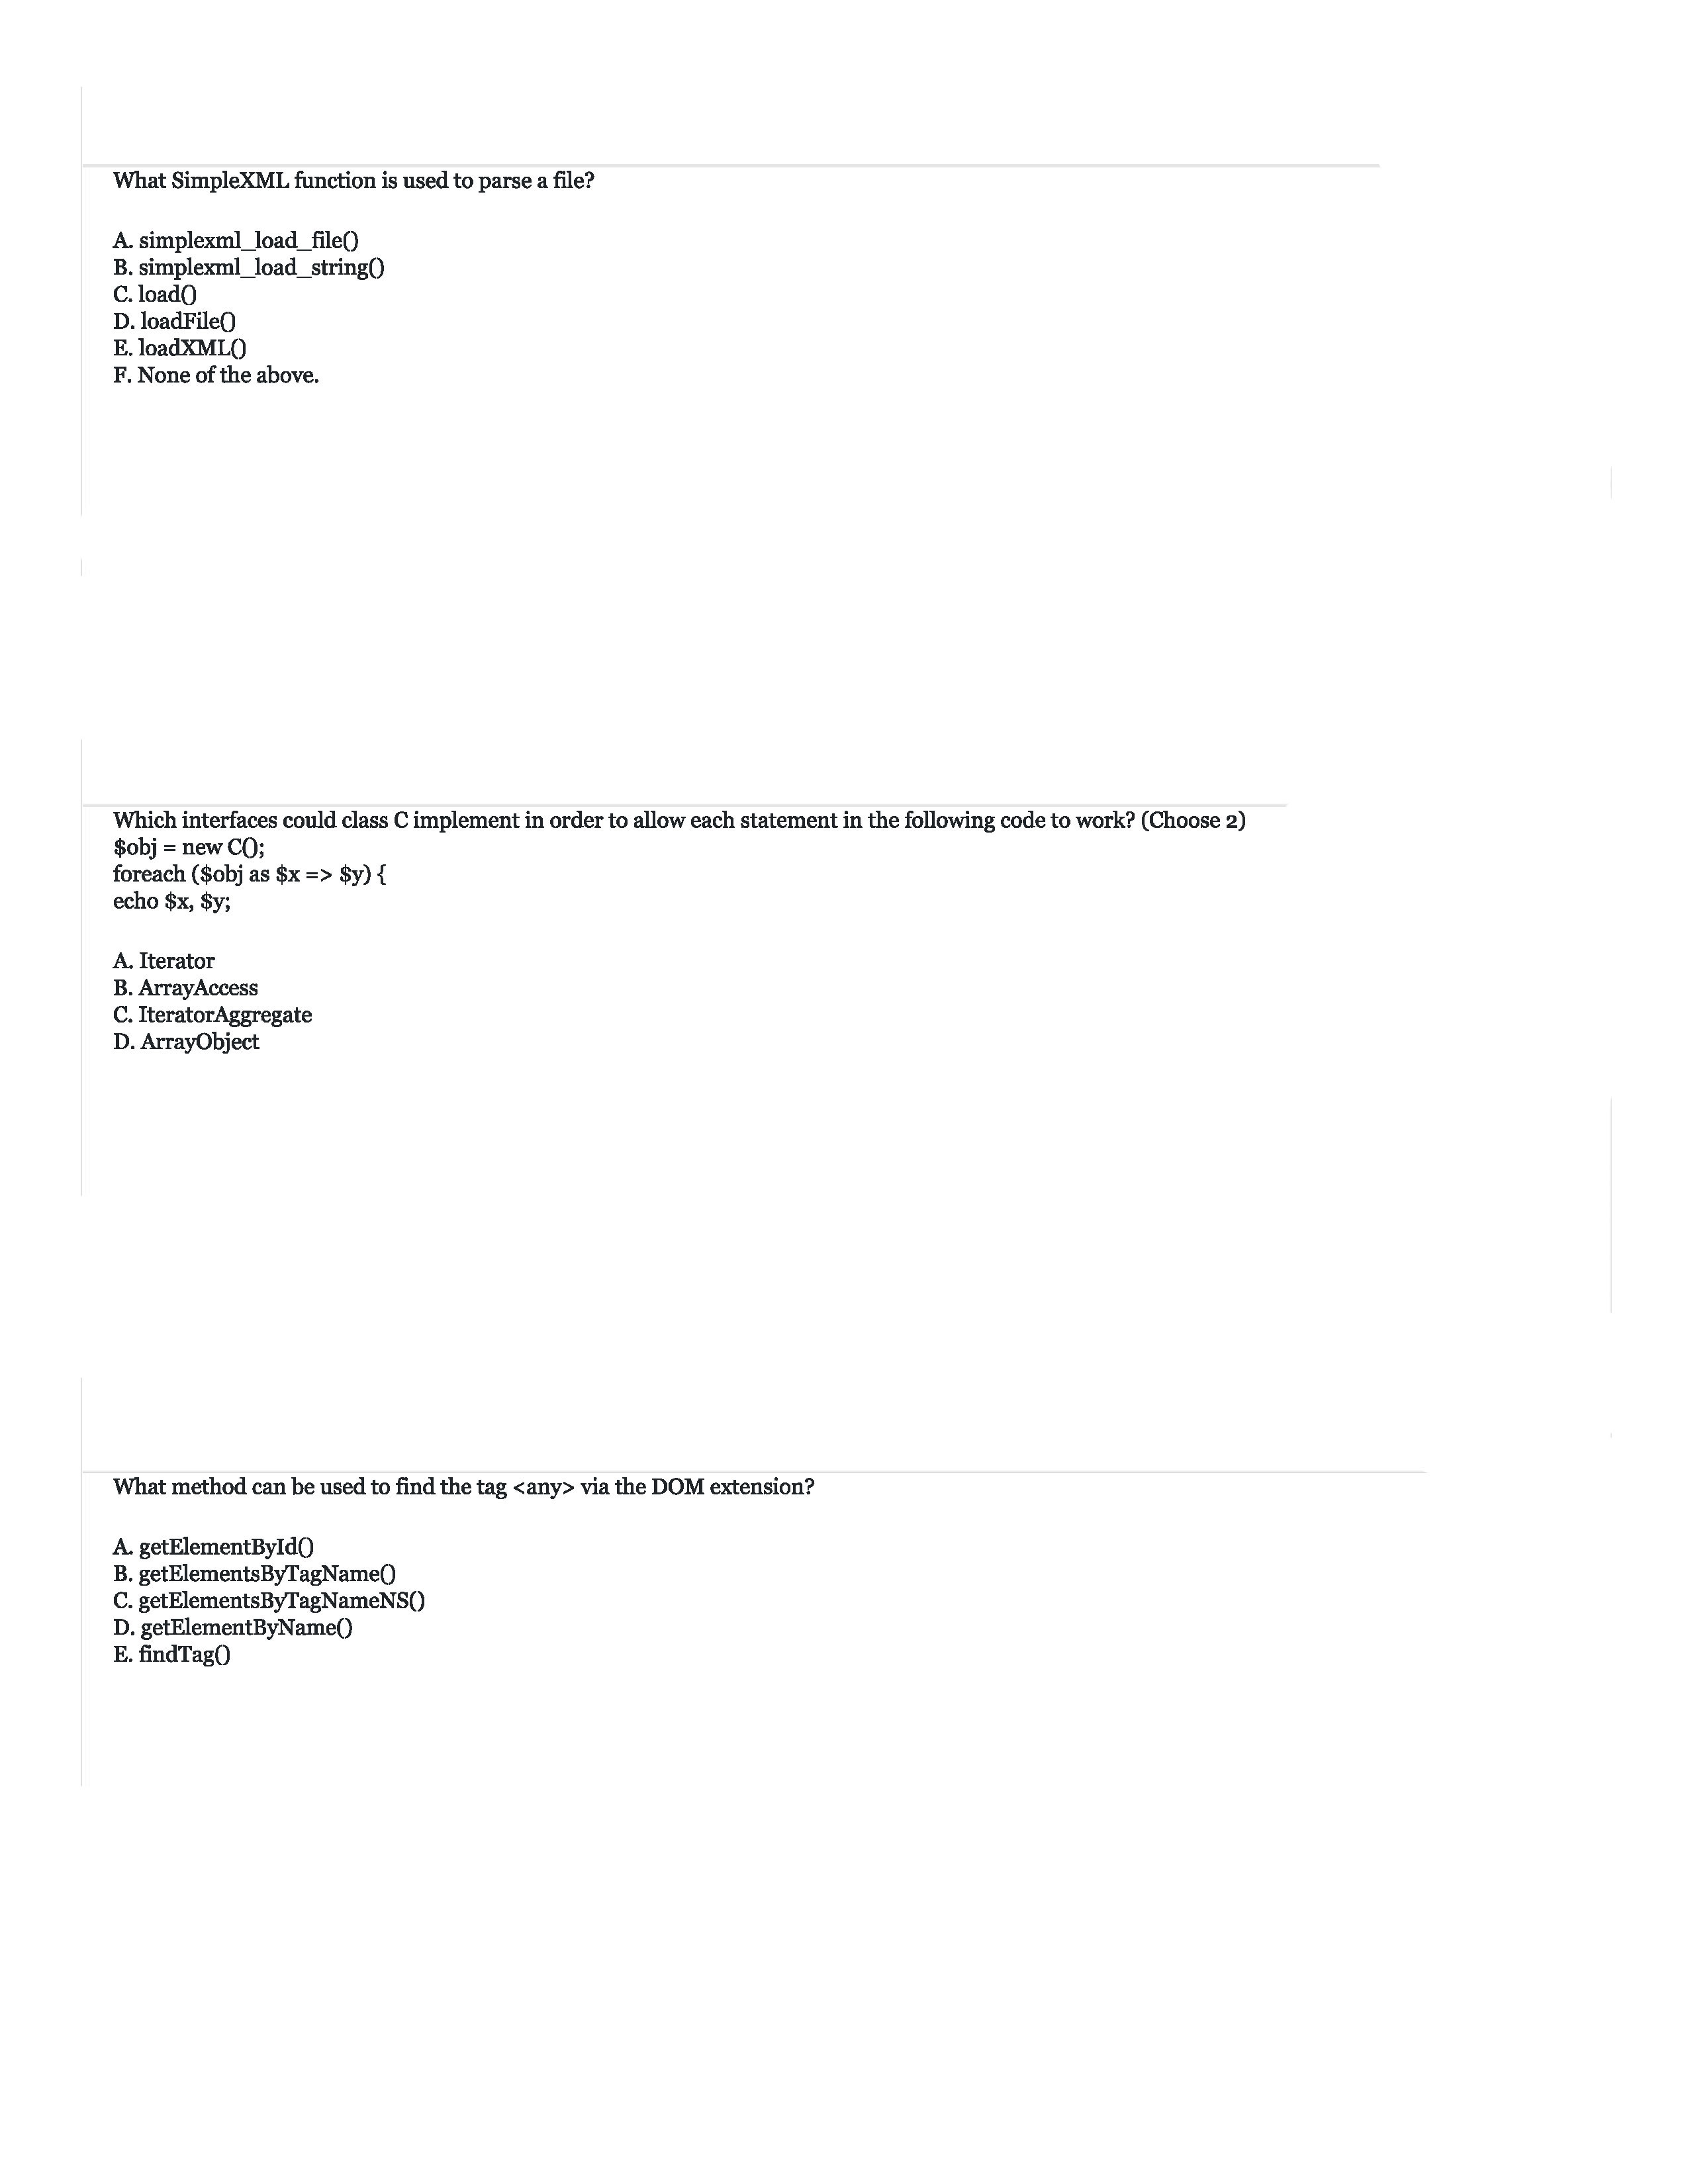 What SimpleXML function is used to parse a file?
A. simplexml_load_file()
B. simplexml_load_string()
C. load()
D. loadFile()
E. loadXML()
F. None of the above.
Which interfaces could class C implement in order to allow each statement in the following code to work? (Choose 2)
$obj = new C();
foreach ($obj as $x => $y) {
echo $x, $y;
A. Iterator
B. ArrayAccess
C. IteratorAggregate
D. ArrayObject
What method can be used to find the tag <any> via the DOM extension?
A. getElementById()
B. getElementsByTagName()
C. getElementsByTagNameNS()
D. getElementByName()
E. findTag()